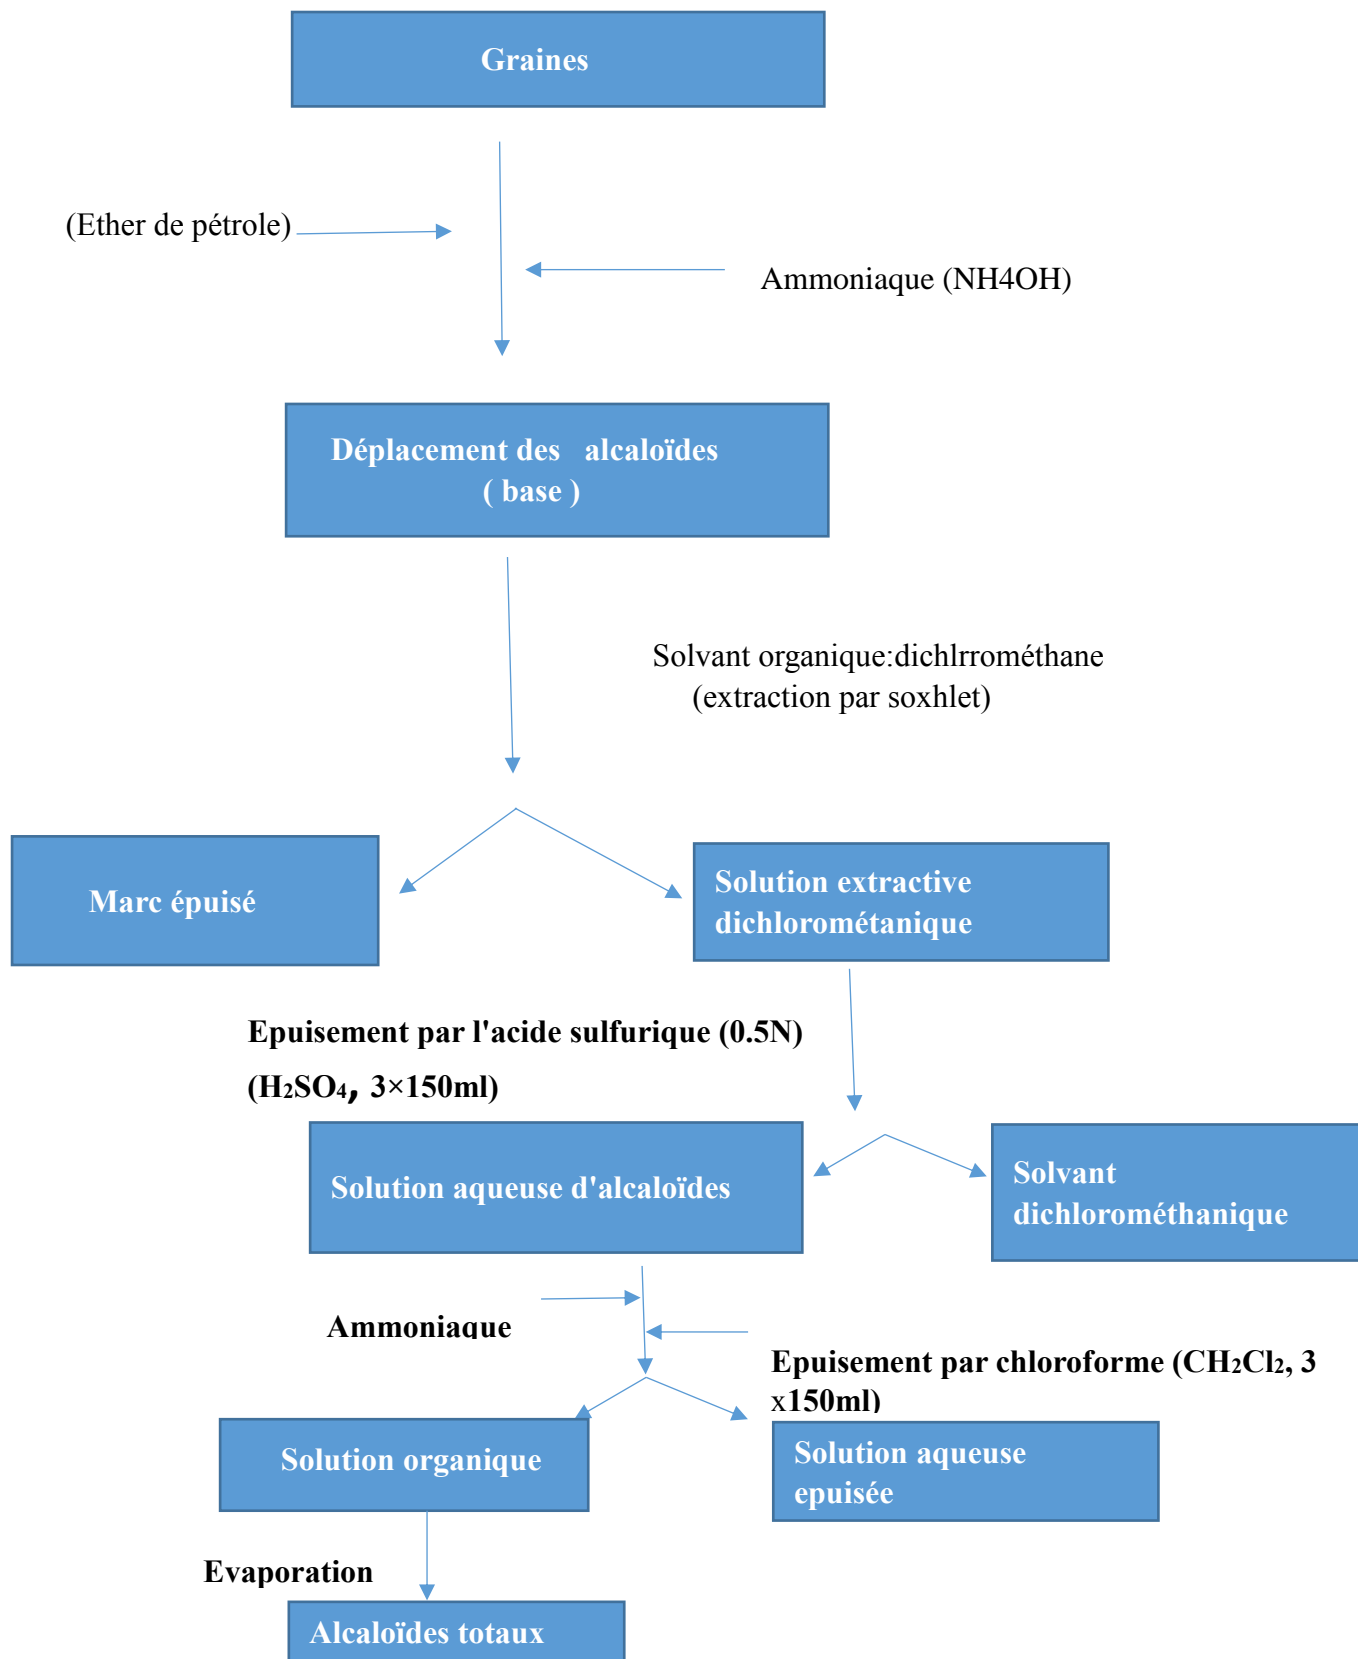 Graines
(Ether de pétrole)
Ammoniaque (NH4OH)
Déplacement des alcaloïdes
( base )
Solvant organique:dichlrrométhane
(extraction par soxhlet)
Marc épuisé
Solution extractive
dichlorométanique
Epuisement par l'acide sulfurique (0.5N)
(H₂SO₄, 3×150ml)
Solution aqueuse d'alcaloïdes
Solvant
dichlorométhanique
Ammoniaque
Epuisement par chloroforme (CH₂Cl₂, 3
x150ml)
Solution organique
Solution aqueuse
epuisée
Evaporation
Alcaloïdes totaux